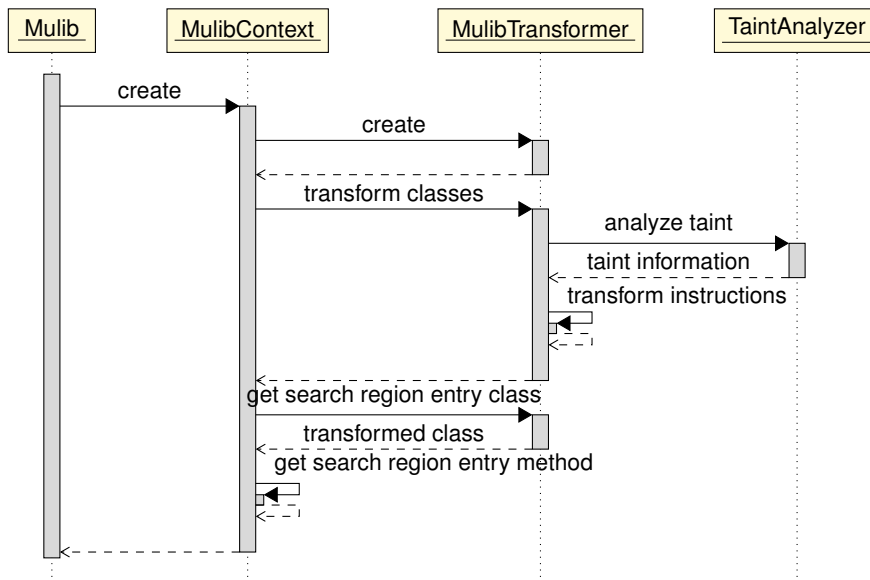 Mulib
MulibContext
MulibTransformer
TaintAnalyzer
create
create
transform classes
analyze taint
taint information
transform instructions
get search region entry class
transformed class
get search region entry method